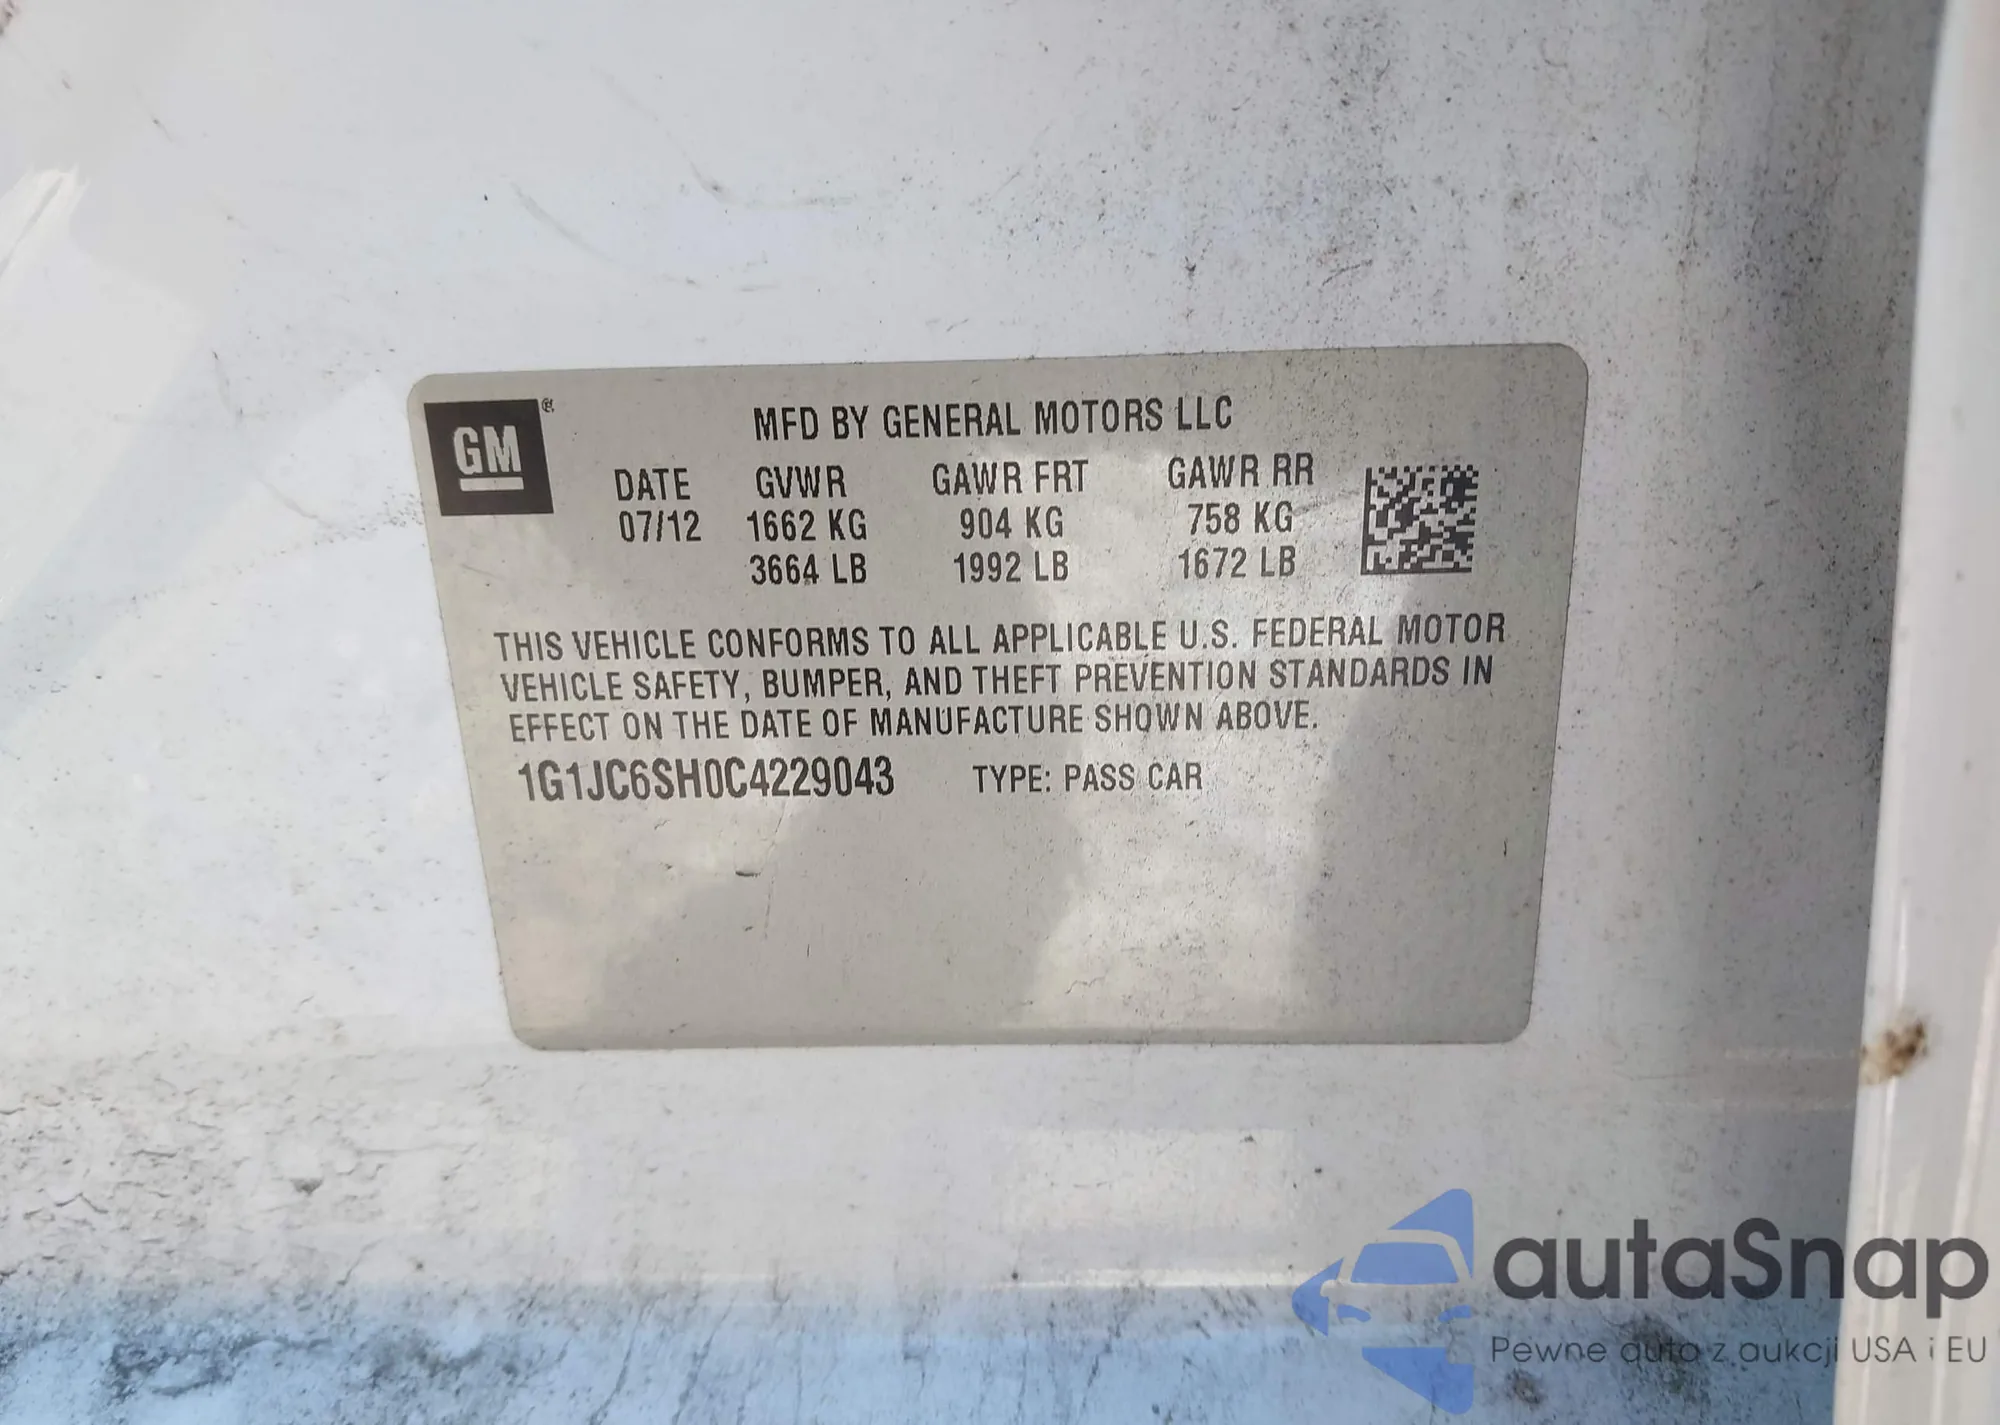 GM
MFD BY GENERAL MOTORS LLC
DATE GVWR GAWR FRT GAWR RR
07/12 1662 KG 904 KG 758 KG
3664 LB 1992 LB 1672 LB
THIS VEHICLE CONFORMS TO ALL APPLICABLE U.S. FEDERAL MOTOR
VEHICLE SAFETY, BUMPER, AND THEFT PREVENTION STANDARDS IN
EFFECT ON THE DATE OF MANUFACTURE SHOWN ABOVE.
1G1JC6SH0C4229043 TYPE: PASS CAR
autaSnap
Pewne auta z aukcji USA i EU